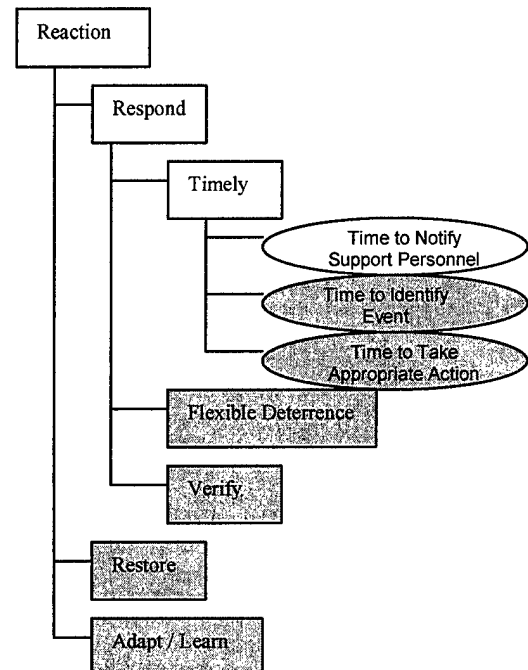 Reaction
Respond
Timely
Time to Notify
Support Personnel
Time to Identify
Event
Time to Take
Appropriate Action
Flexible Deterrence
Verify
Restore
Adapt / Learn